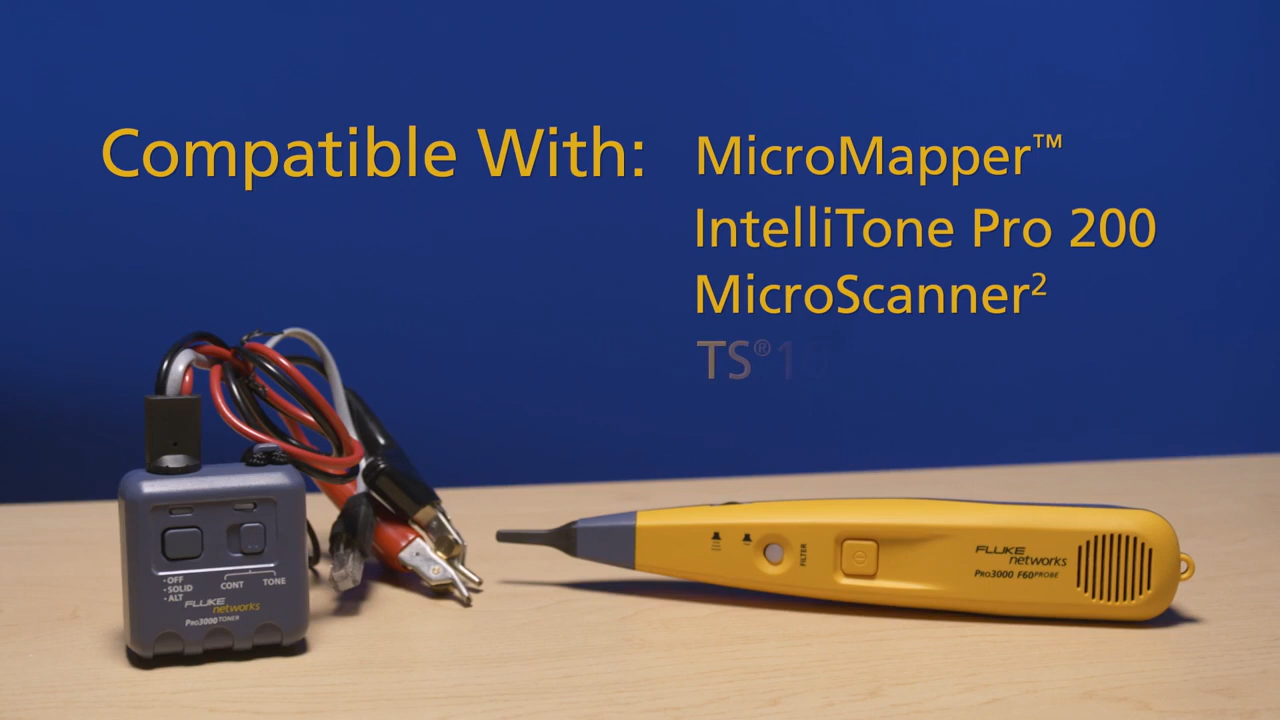 Compatible With:
MicroMapper™
IntelliTone Pro 200
MicroScanner²
TS®
OFF
SOLID
ALT
CONT
TONE
FLUKE
networks
PRO3000 TONER
FILTER
FLUKE
networks
PRO3000 F60 PROBE